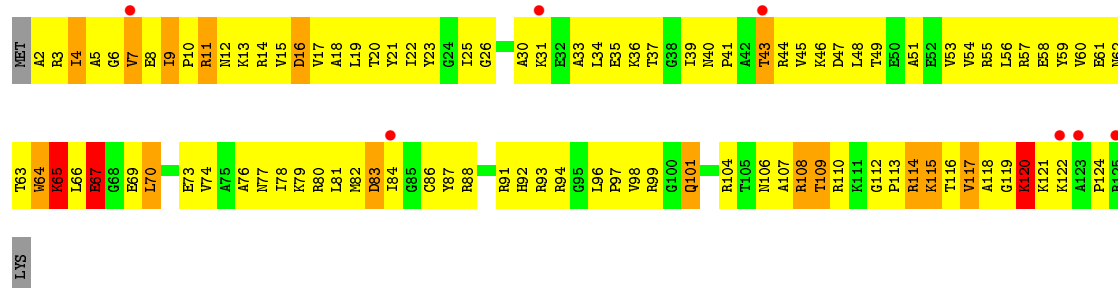 MET A2 R3 I4 A5 G6 V7 E8 I9 P10 R11 N12 K13 R14 V15 D16 V17 A18 L19 T20 Y21 I22 Y23 G24 I25 G26 A30 K31 E32 A33 L34 E35 K36 T37 G38 I39 N40 P41 A42 T43 R44 V45 K46 D47 L48 T49 E50 A51 E52 V53 V54 R55 L56 R57 E58 Y59 V60 E61 N62
T63 W64 K65 L66 E67 G68 E69 L70 E73 V74 A75 A76 N77 I78 K79 R80 L81 M82 D83 I84 G85 C86 Y87 R88 R91 H92 R93 R94 G95 L96 P97 V98 R99 G100 Q101 R104 T105 N106 A107 R108 T109 R110 K111 G112 P113 R114 K115 T116 V117 A118 G119 K120 K121 K122 A123 P124 R125
LYS